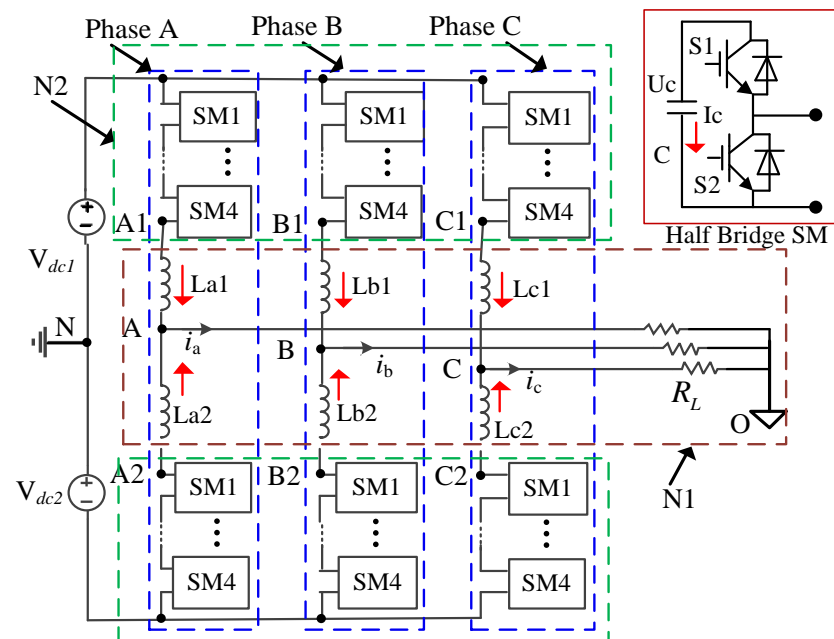 Phase A
Phase B
Phase C
N2
SM1
SM1
SM1
SM4
SM4
SM4
A1
B1
C1
S1
Uc
Ic
C
S2
Half Bridge SM
Vdc1
La1
Lb1
Lc1
N
A
ia
B
ib
C
ic
RL
O
La2
Lb2
Lc2
N1
A2
B2
C2
Vdc2
SM1
SM1
SM1
SM4
SM4
SM4